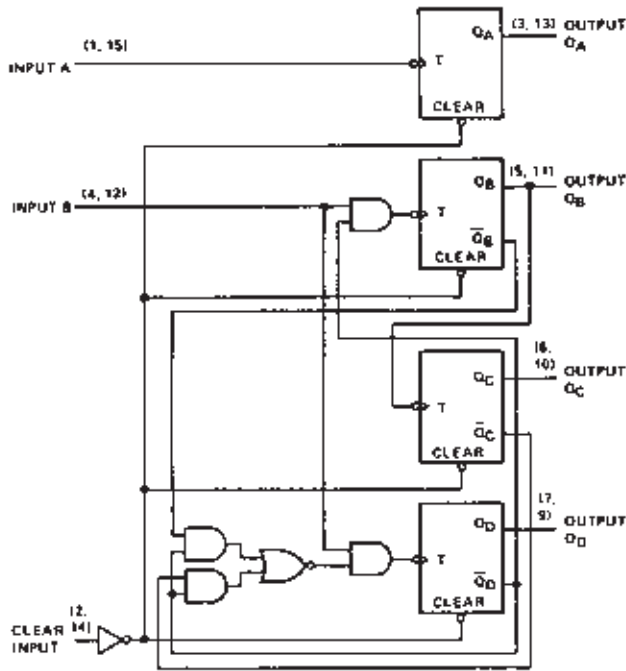 INPUT A
(1, 15)
T
QA
CLEAR
(3, 13)
OUTPUT
QA
INPUT B
(4, 12)
T
QB
Q̅B
CLEAR
(5, 11)
OUTPUT
QB
T
QC
Q̅C
CLEAR
(6,
10)
OUTPUT
QC
T
QD
Q̅D
CLEAR
(7,
9)
OUTPUT
QD
CLEAR
INPUT
(2,
14)